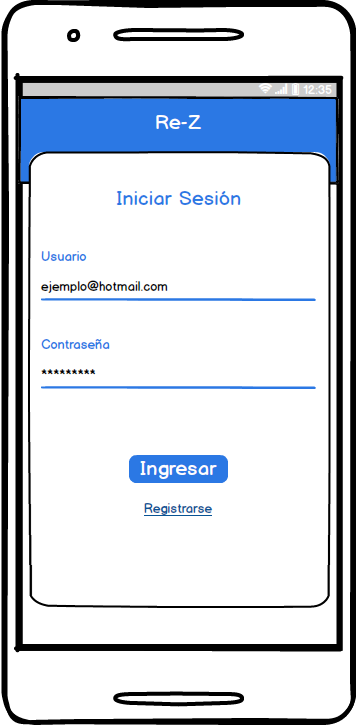 12:35
Re-Z
Iniciar Sesión
Usuario
ejemplo@hotmail.com
Contraseña
*********
Ingresar
Registrarse